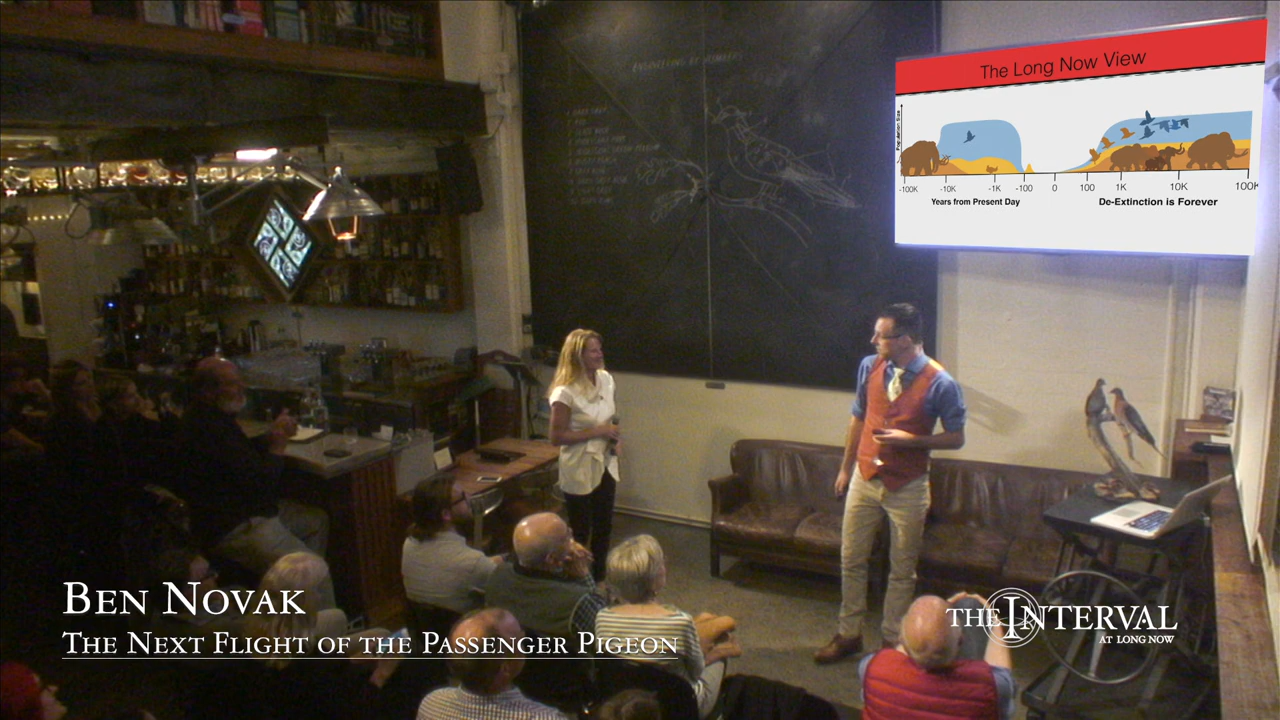 The Long Now View
Population Size
-100K -10K -1K -100 0 100 1K 10K 100K
Years from Present Day
De-Extinction is Forever
BEN NOVAK
THE NEXT FLIGHT OF THE PASSENGER PIGEON
THE INTERVAL
AT LONG NOW